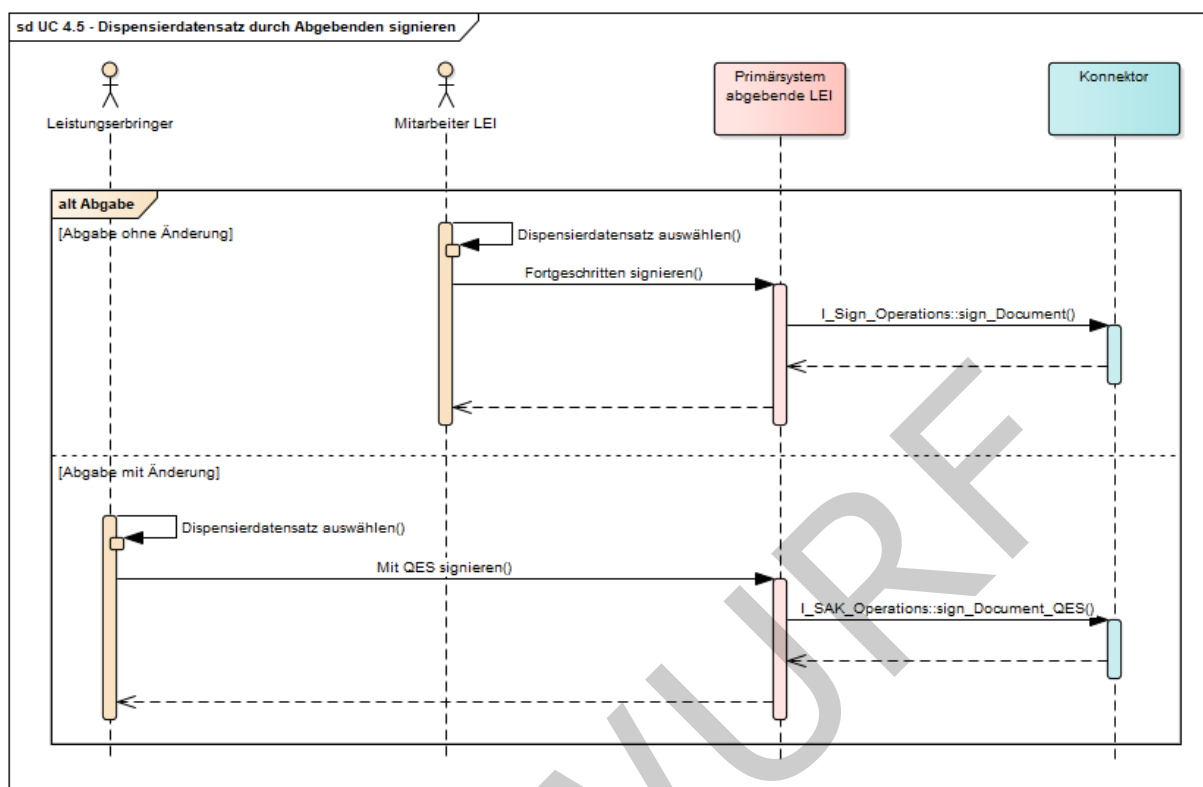 sd UC 4.5 - Dispensierdatensatz durch Abgebenden signieren
Leistungserbringer
Mitarbeiter LEI
Primärsystem
abgebende LEI
Konnektor
alt Abgabe
[Abgabe ohne Änderung]
Dispensierdatensatz auswählen()
Fortgeschritten signieren()
I_Sign_Operations::sign_Document()
[Abgabe mit Änderung]
Dispensierdatensatz auswählen()
Mit QES signieren()
I_SAK_Operations::sign_Document_QES()
WURF